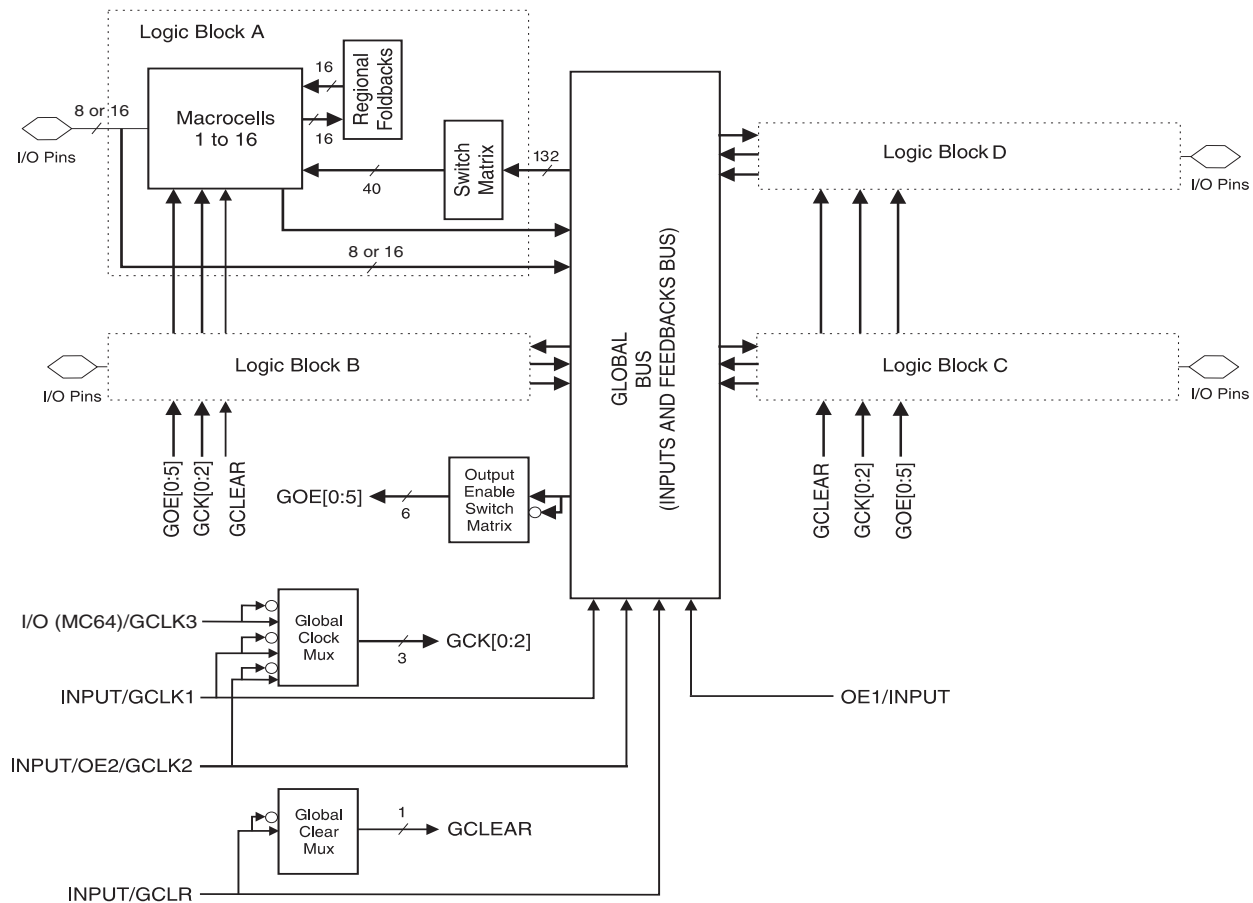 Logic Block A
8 or 16
I/O Pins
Macrocells
1 to 16
16
16
Regional
Foldbacks
40
Switch
Matrix
132
8 or 16
Logic Block B
I/O Pins
GOE[0:5]
GCK[0:2]
GCLEAR
GLOBAL
BUS
(INPUTS AND FEEDBACKS BUS)
Logic Block D
I/O Pins
Logic Block C
I/O Pins
GCLEAR
GCK[0:2]
GOE[0:5]
GOE[0:5]
6
Output
Enable
Switch
Matrix
I/O (MC64)/GCLK3
Global
Clock
Mux
3
GCK[0:2]
INPUT/GCLK1
OE1/INPUT
INPUT/OE2/GCLK2
Global
Clear
Mux
1
GCLEAR
INPUT/GCLR